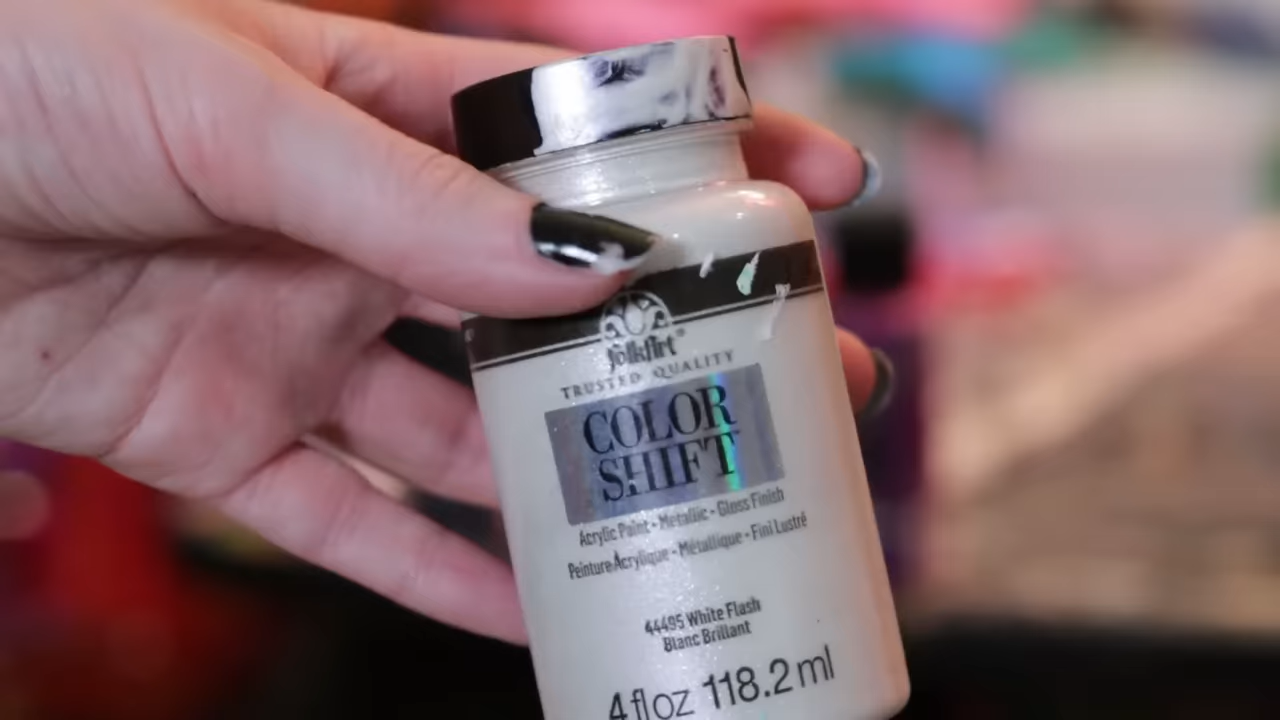 folkArt®
TRUSTED QUALITY
COLOR
SHIFT
Acrylic Paint - Metallic - Gloss Finish
Peinture Acrylique - Métallique - Fini Lustré
44495 White Flash
Blanc Brillant
4 fl oz 118.2 ml